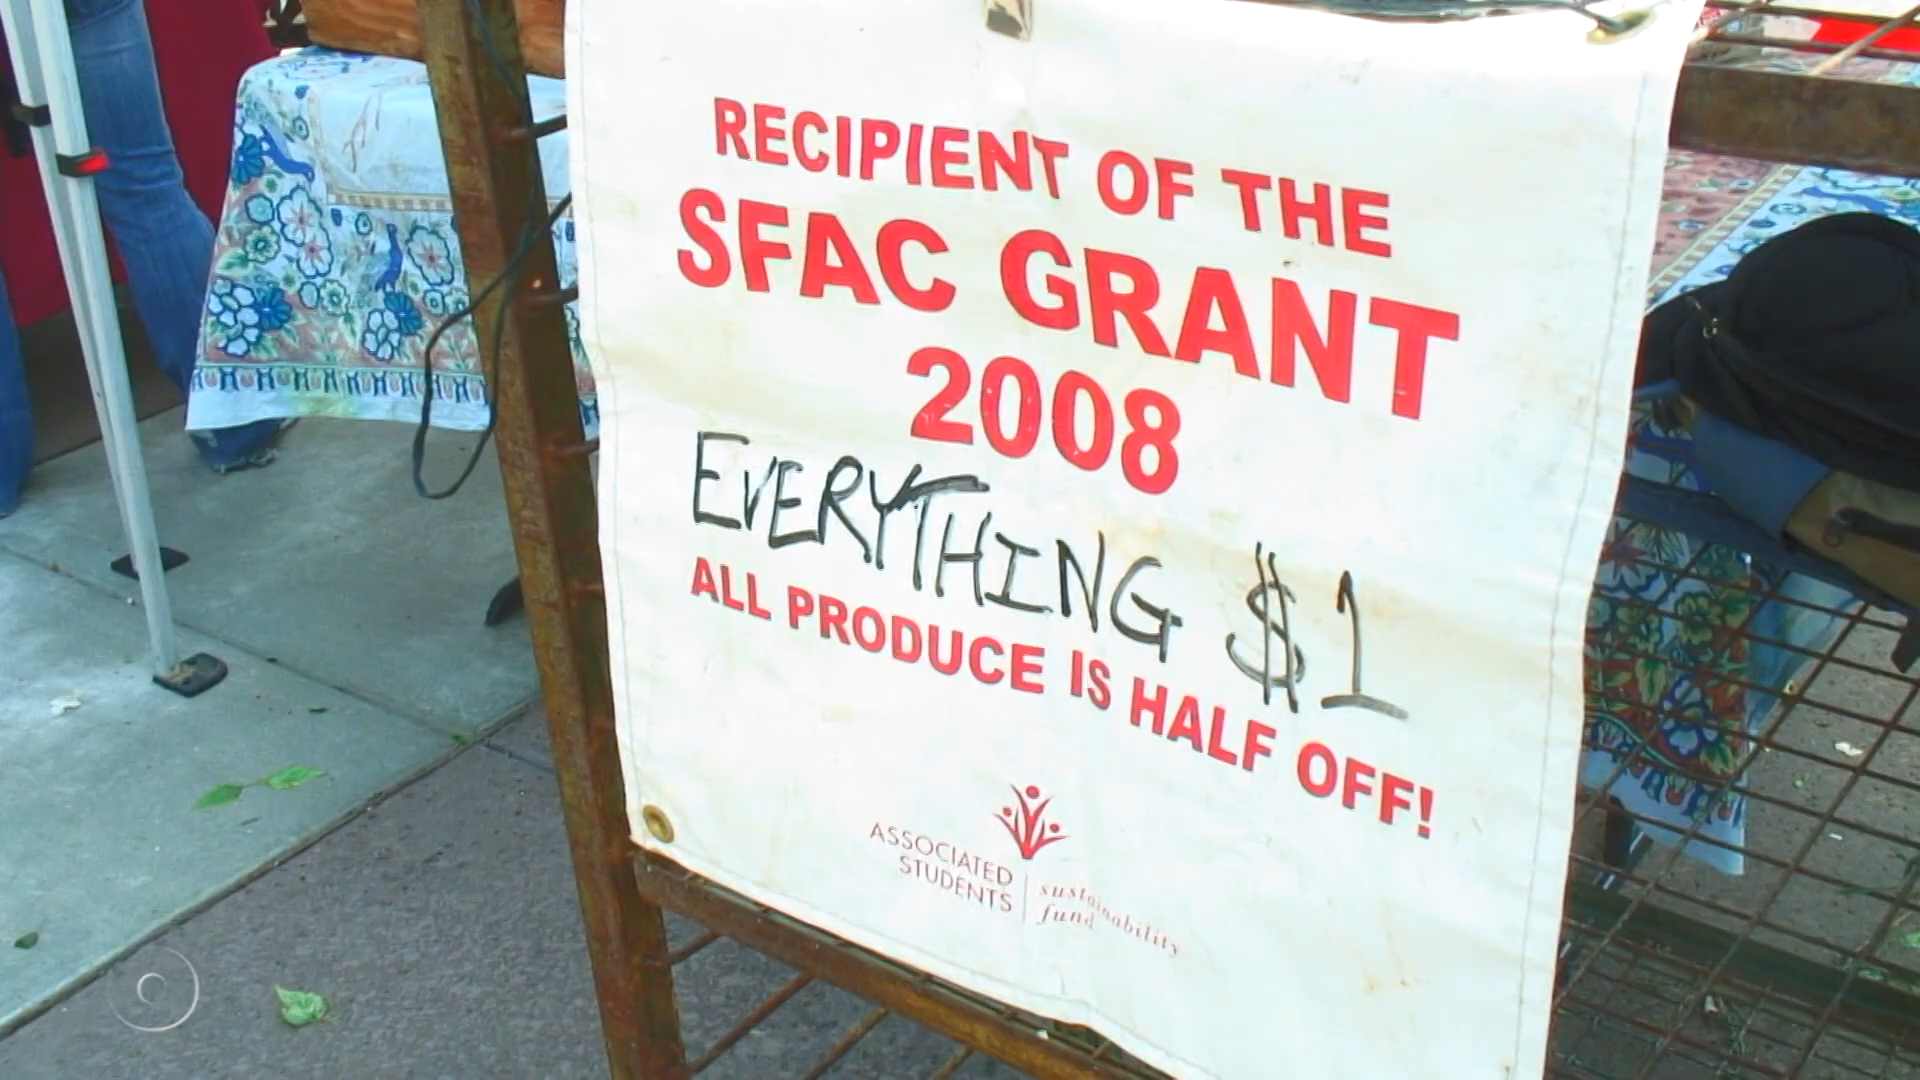 RECIPIENT OF THE
SFAC GRANT
2008
EVERYTHING $1
ALL PRODUCE IS HALF OFF!
ASSOCIATED
STUDENTS
sustainability
fund